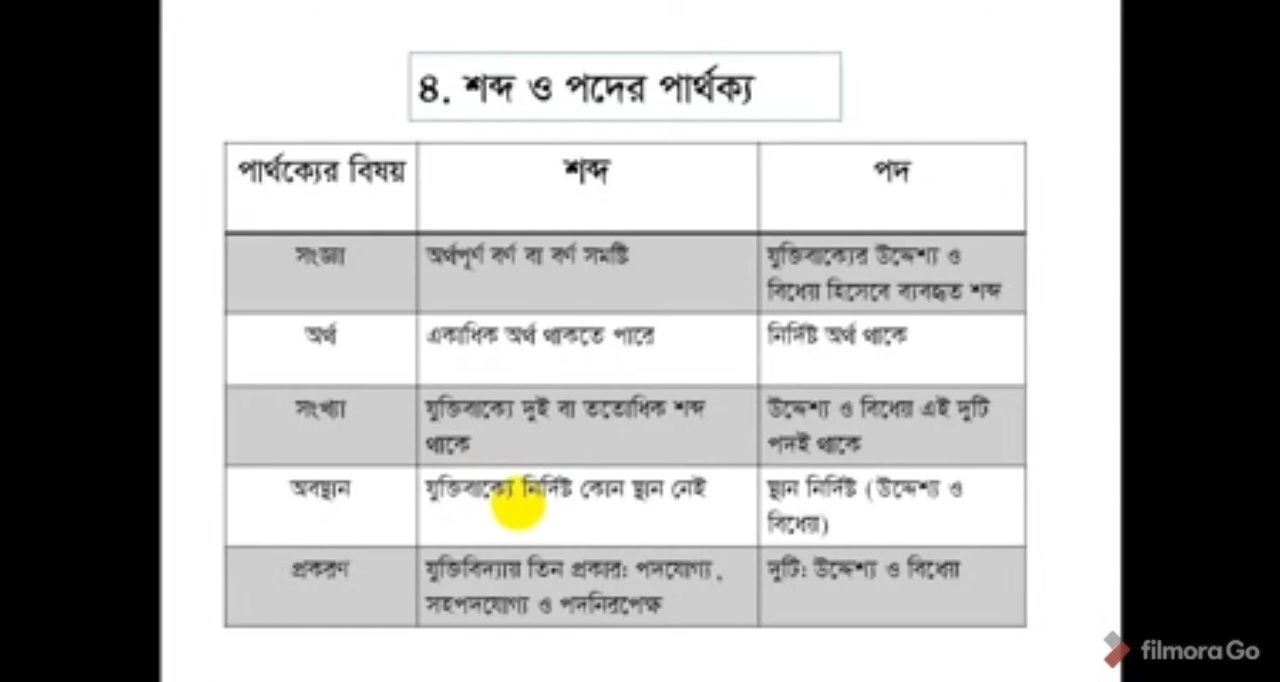 ৪. শব্দ ও পদের পার্থক্য
পার্থক্যের বিষয় শব্দ পদ
সংজ্ঞা অর্থপূর্ণ বর্ণ বা বর্ণ সমষ্টি যুক্তিবাক্যের উদ্দেশ্য ও
বিধেয় হিসেবে ব্যবহৃত শব্দ
অর্থ একাধিক অর্থ থাকতে পারে নির্দিষ্ট অর্থ থাকে
সংখ্যা যুক্তিবাক্যে দুই বা ততোধিক শব্দ উদ্দেশ্য ও বিধেয় এই দুটি
থাকে পদই থাকে
অবস্থান যুক্তিবাক্যে নির্দিষ্ট কোন স্থান নেই স্থান নির্দিষ্ট (উদ্দেশ্য ও
বিধেয়)
প্রকরণ যুক্তিবিদ্যায় তিন প্রকার: পদযোগ্য, দুটি: উদ্দেশ্য ও বিধেয়
সহপদযোগ্য ও পদনিরপেক্ষ
filmoraGo